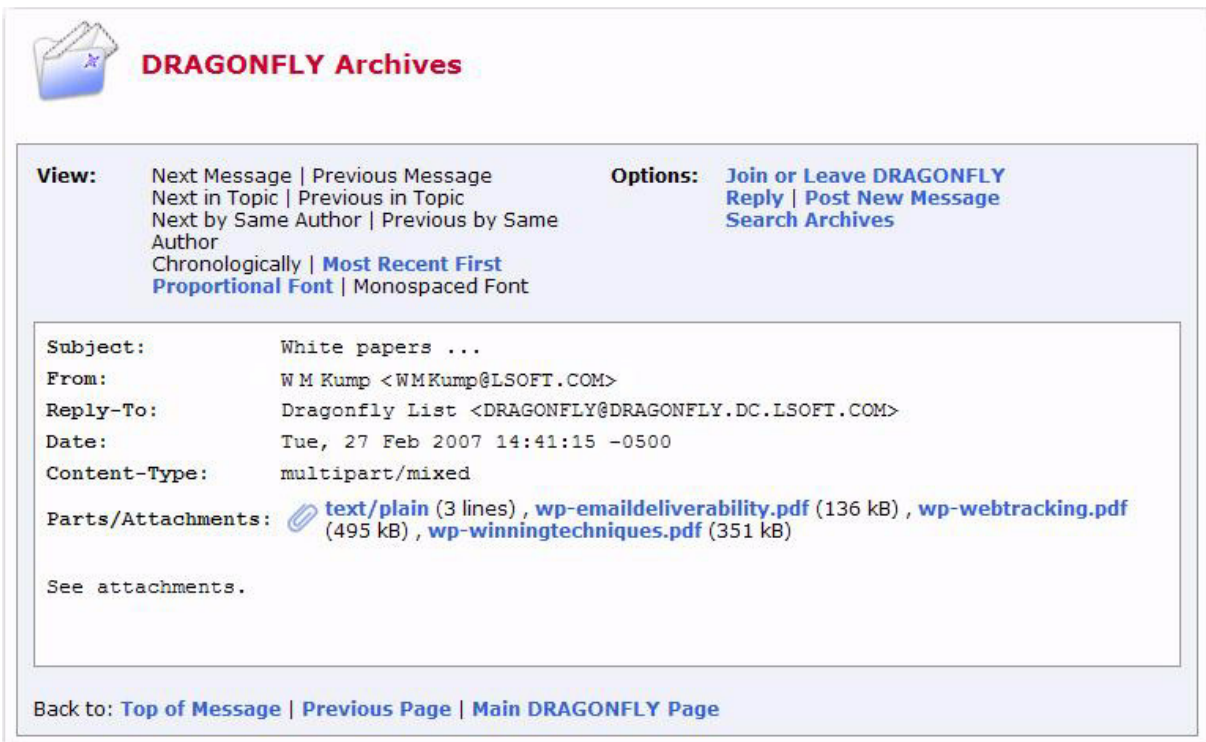 DRAGONFLY Archives
View: Next Message | Previous Message
Next in Topic | Previous in Topic
Next by Same Author | Previous by Same
Author
Chronologically | Most Recent First
Proportional Font | Monospaced Font
Options: Join or Leave DRAGONFLY
Reply | Post New Message
Search Archives
Subject: White papers ...
From: W M Kump <WMKump@LSOFT.COM>
Reply-To: Dragonfly List <DRAGONFLY@DRAGONFLY.DC.LSOFT.COM>
Date: Tue, 27 Feb 2007 14:41:15 -0500
Content-Type: multipart/mixed
Parts/Attachments: text/plain (3 lines) , wp-emaildeliverability.pdf (136 kB) , wp-webtracking.pdf
(495 kB) , wp-winningtechniques.pdf (351 kB)
See attachments.
Back to: Top of Message | Previous Page | Main DRAGONFLY Page